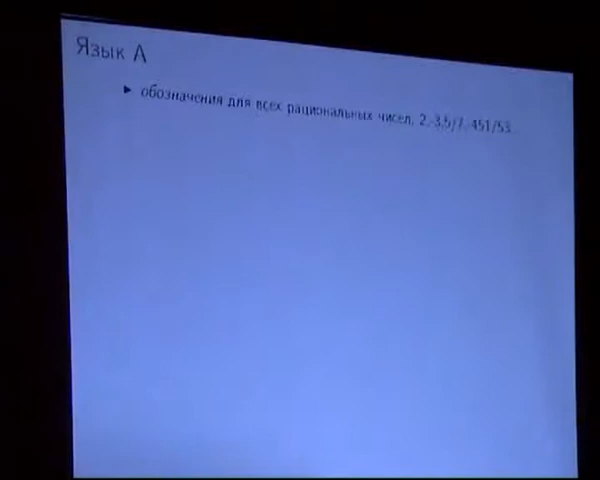 Язык А
▶ обозначения для всех рациональных чисел. 2, -3,5/7, 451/53